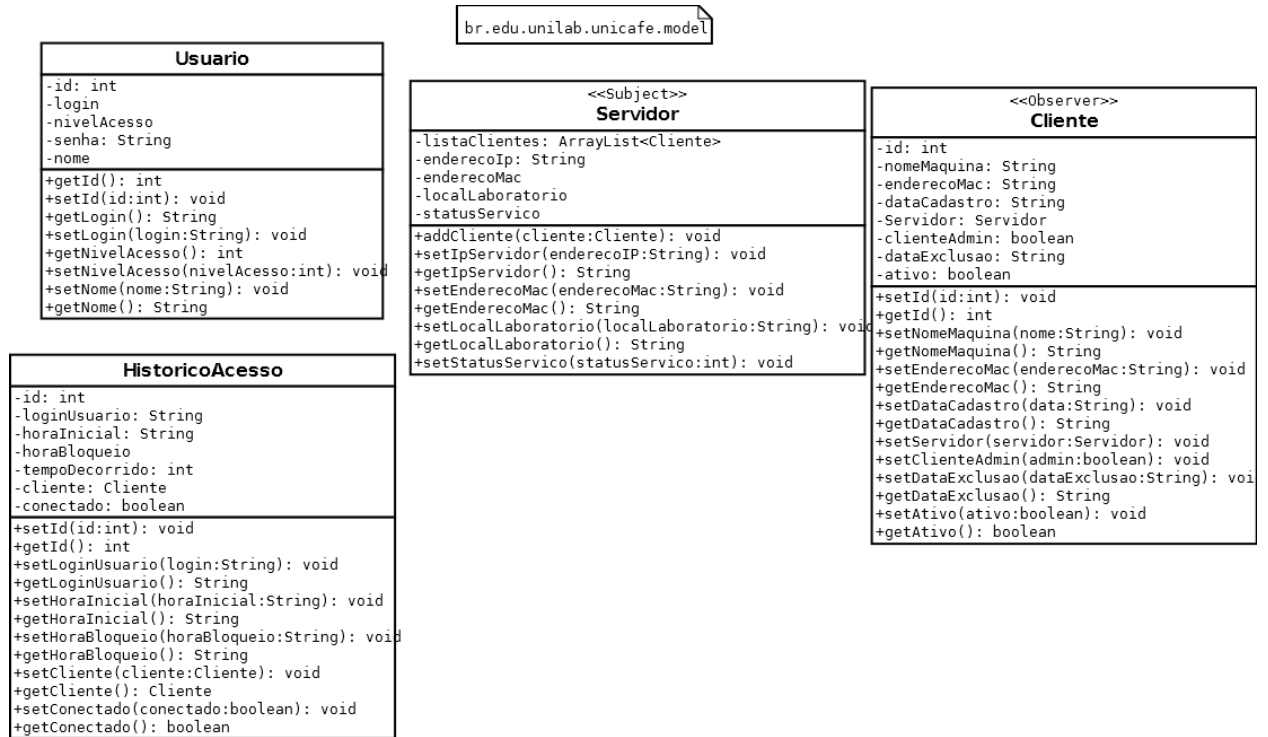 br.edu.unilab.unicafe.model
Usuario
-id: int
-login
-nivelAcesso
-senha: String
-nome
+getId(): int
+setId(id:int): void
+getLogin(): String
+setLogin(login:String): void
+getNivelAcesso(): int
+setNivelAcesso(nivelAcesso:int): void
+setNome(nome:String): void
+getNome(): String
<<Subject>>
Servidor
-listaClientes: ArrayList<Cliente>
-enderecoIp: String
-enderecoMac
-localLaboratorio
-statusServico
+addCliente(cliente:Cliente): void
+setIpServidor(enderecoIP:String): void
+getIpServidor(): String
+setEnderecoMac(enderecoMac:String): void
+getEnderecoMac(): String
+setLocalLaboratorio(localLaboratorio:String): void
+getLocalLaboratorio(): String
+setStatusServico(statusServico:int): void
<<Observer>>
Cliente
-id: int
-nomeMaquina: String
-enderecoMac: String
-dataCadastro: String
-Servidor: Servidor
-clienteAdmin: boolean
-dataExclusao: String
-ativo: boolean
+setId(id:int): void
+getId(): int
+setNomeMaquina(nome:String): void
+getNomeMaquina(): String
+setEnderecoMac(enderecoMac:String): void
+getEnderecoMac(): String
+setDataCadastro(data:String): void
+getDataCadastro(): String
+setServidor(servidor:Servidor): void
+setClienteAdmin(admin:boolean): void
+setDataExclusao(dataExclusao:String): voi
+getDataExclusao(): String
+setAtivo(ativo:boolean): void
+getAtivo(): boolean
HistoricoAcesso
-id: int
-loginUsuario: String
-horaInicial: String
-horaBloqueio
-tempoDecorrido: int
-cliente: Cliente
-conectado: boolean
+setId(id:int): void
+getId(): int
+setLoginUsuario(login:String): void
+getLoginUsuario(): String
+setHoraInicial(horaInicial:String): void
+getHoraInicial(): String
+setHoraBloqueio(horaBloqueio:String): void
+getHoraBloqueio(): String
+setCliente(cliente:Cliente): void
+getCliente(): Cliente
+setConectado(conectado:boolean): void
+getConectado(): boolean